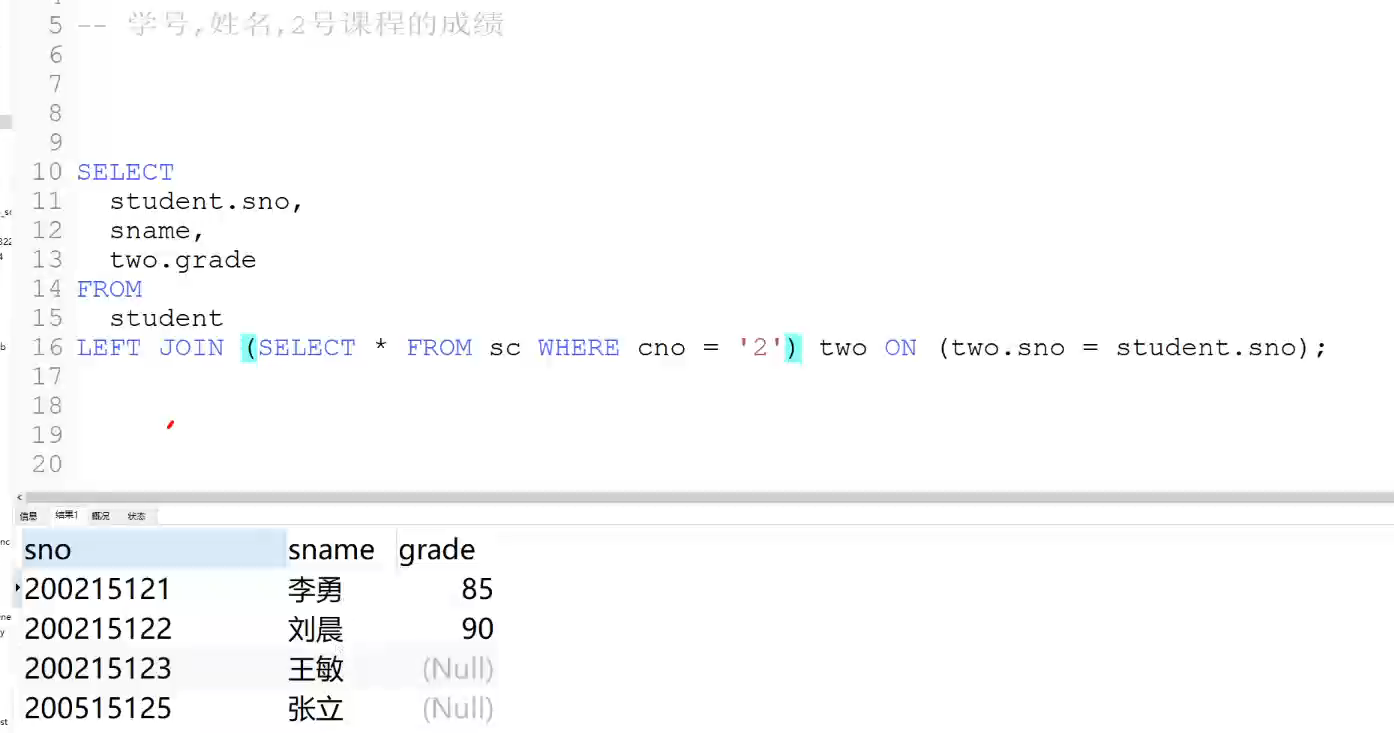 5 -- 学号,姓名,2号课程的成绩
6
7
8
9
10 SELECT
11 student.sno,
12 sname,
13 two.grade
14 FROM
15 student
16 LEFT JOIN (SELECT * FROM sc WHERE cno = '2') two ON (two.sno = student.sno);
17
18
19
20
信息 结果1 概况 状态
sno sname grade
200215121 李勇 85
200215122 刘晨 90
200215123 王敏 (Null)
200515125 张立 (Null)